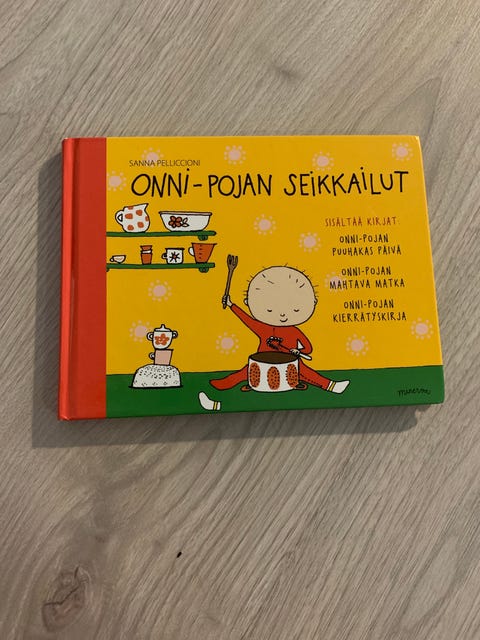 SANNA PELLICCIONI
ONNI-POJAN SEIKKAILUT
SISÄLTÄÄ KIRJAT
ONNI-POJAN
PUUHAKAS PÄIVÄ
ONNI-POJAN
MAHTAVA MATKA
ONNI-POJAN
KIERRÄTYSKIRJA
minerva